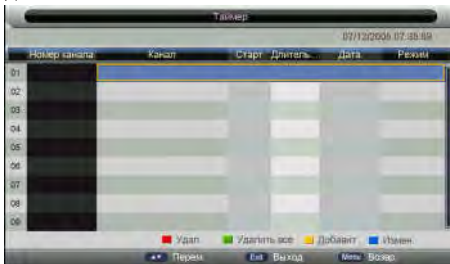 Таймер
07/12/2006 07:35:59
Номер канала Канал Старт Длитель. Дата Режим
01
02
03
04
05
06
07
08
09
Удал. Удалить все Добавит Измен.
Перем. Exit Выход Menu Возвр.